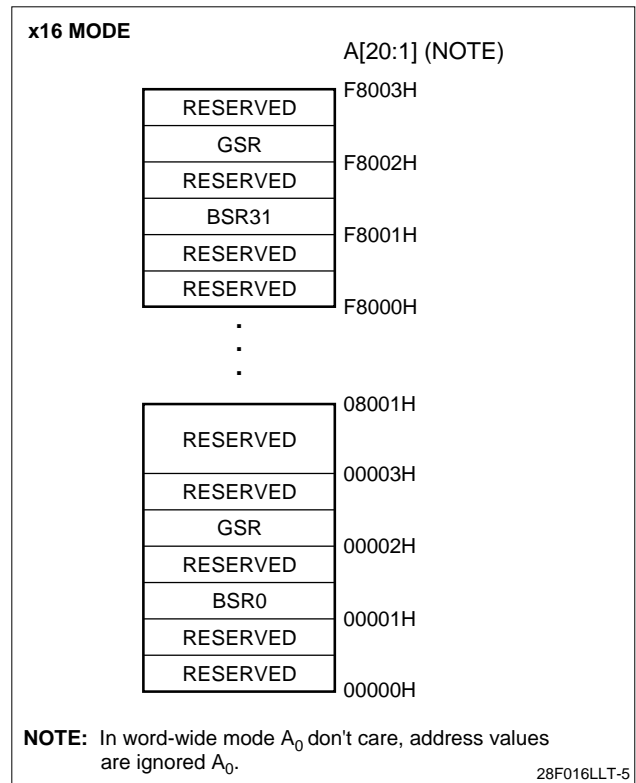 x16 MODE
A[20:1] (NOTE)
F8003H
RESERVED
GSR
F8002H
RESERVED
BSR31
F8001H
RESERVED
RESERVED
F8000H
.
.
.
08001H
RESERVED
00003H
RESERVED
GSR
00002H
RESERVED
BSR0
00001H
RESERVED
RESERVED
00000H
NOTE: In word-wide mode A0 don't care, address values
are ignored A0.
28F016LLT-5